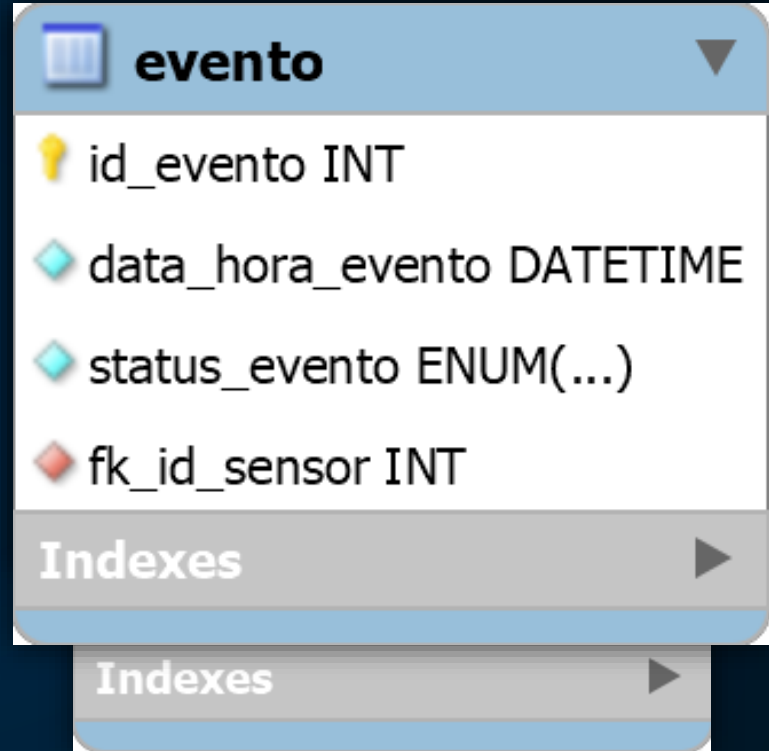 evento
id_evento INT
data_hora_evento DATETIME
status_evento ENUM(...)
fk_id_sensor INT
Indexes
Indexes